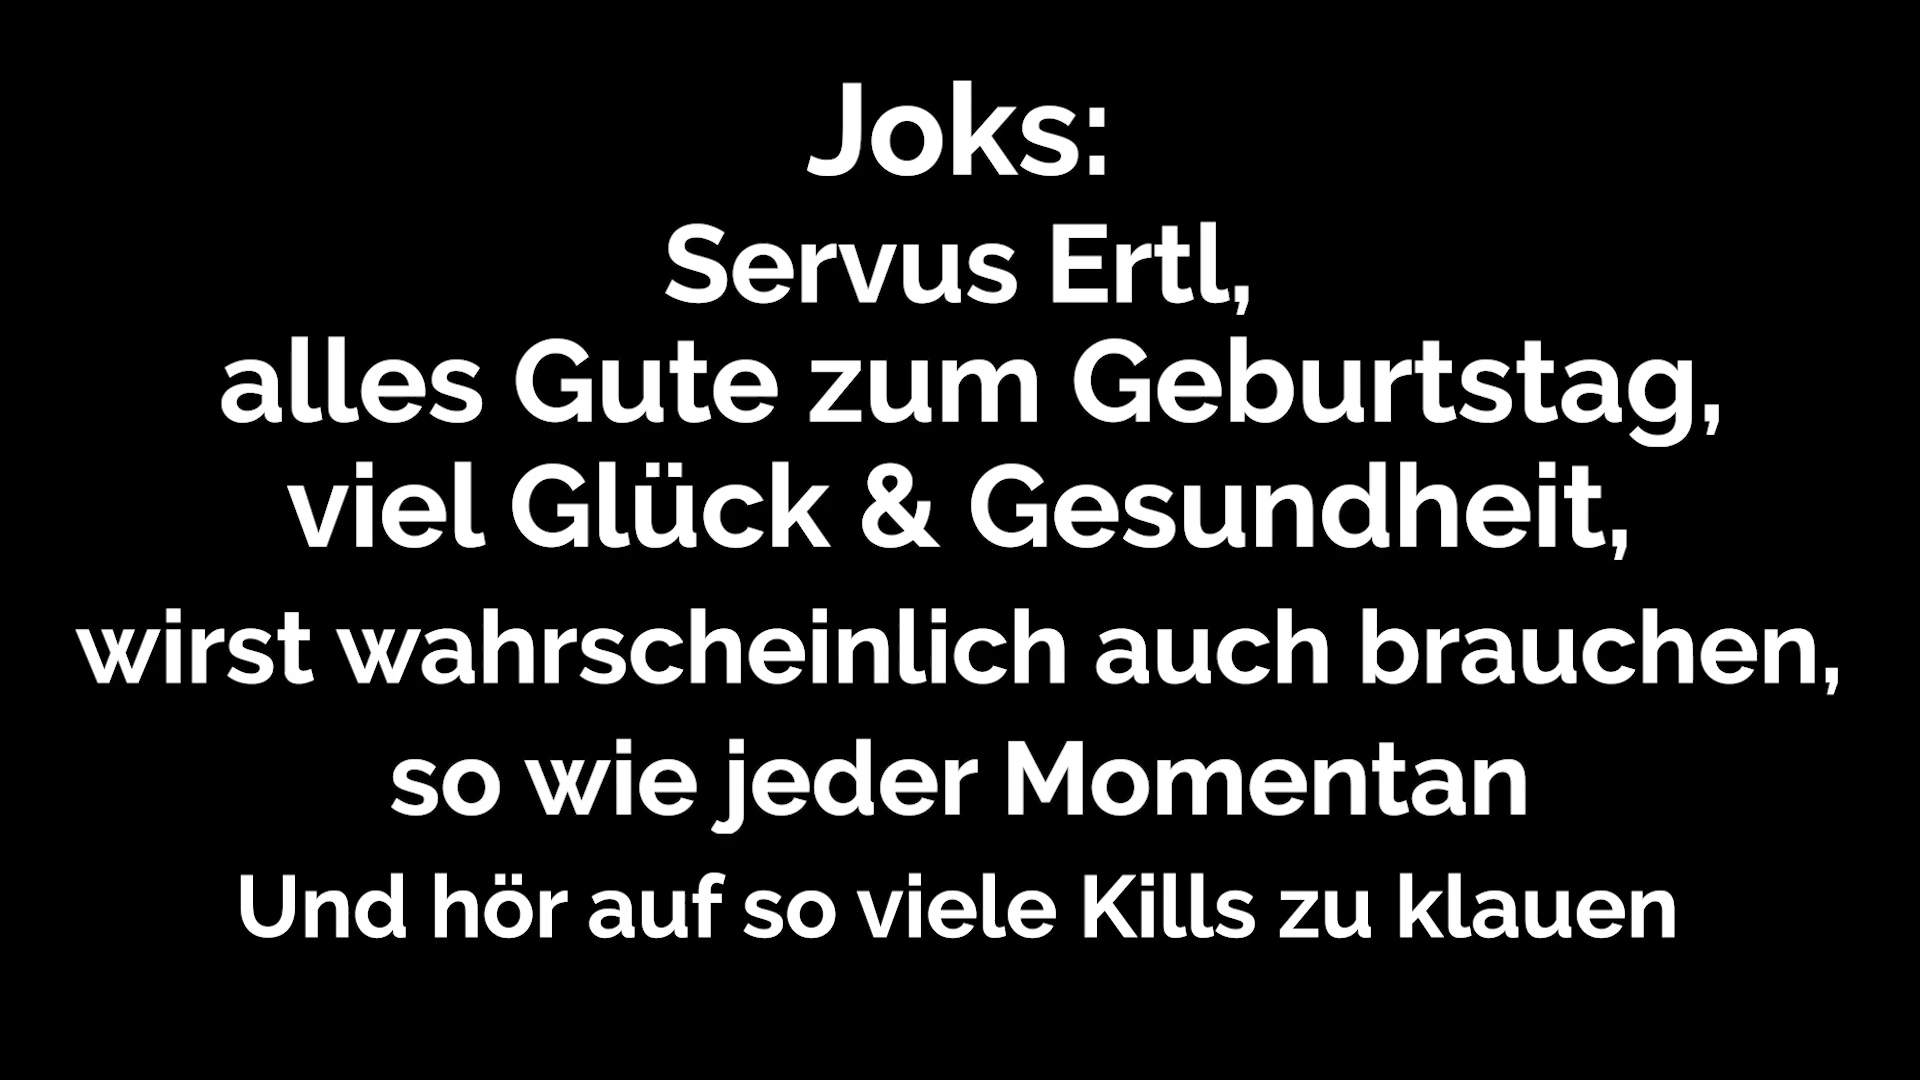 Joks:
Servus Ertl,
alles Gute zum Geburtstag,
viel Glück & Gesundheit,
wirst wahrscheinlich auch brauchen,
so wie jeder Momentan
Und hör auf so viele Kills zu klauen